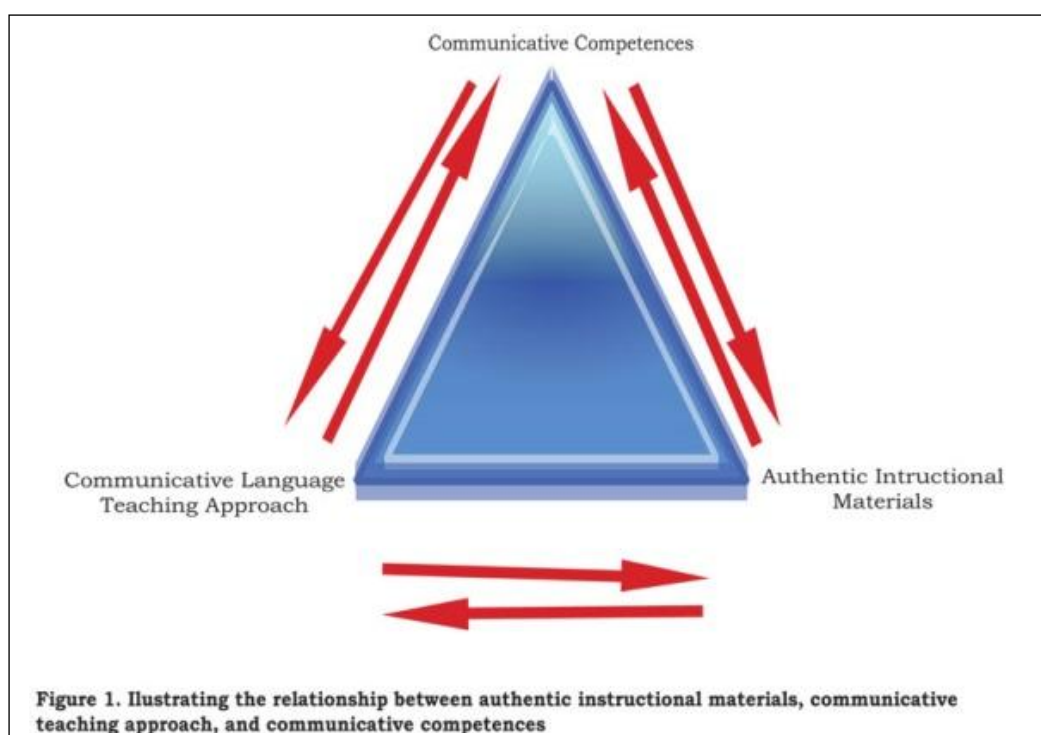 Communicative Competences
Communicative Language
Teaching Approach
Authentic Intructional
Materials
Figure 1. Ilustrating the relationship between authentic instructional materials, communicative
teaching approach, and communicative competences